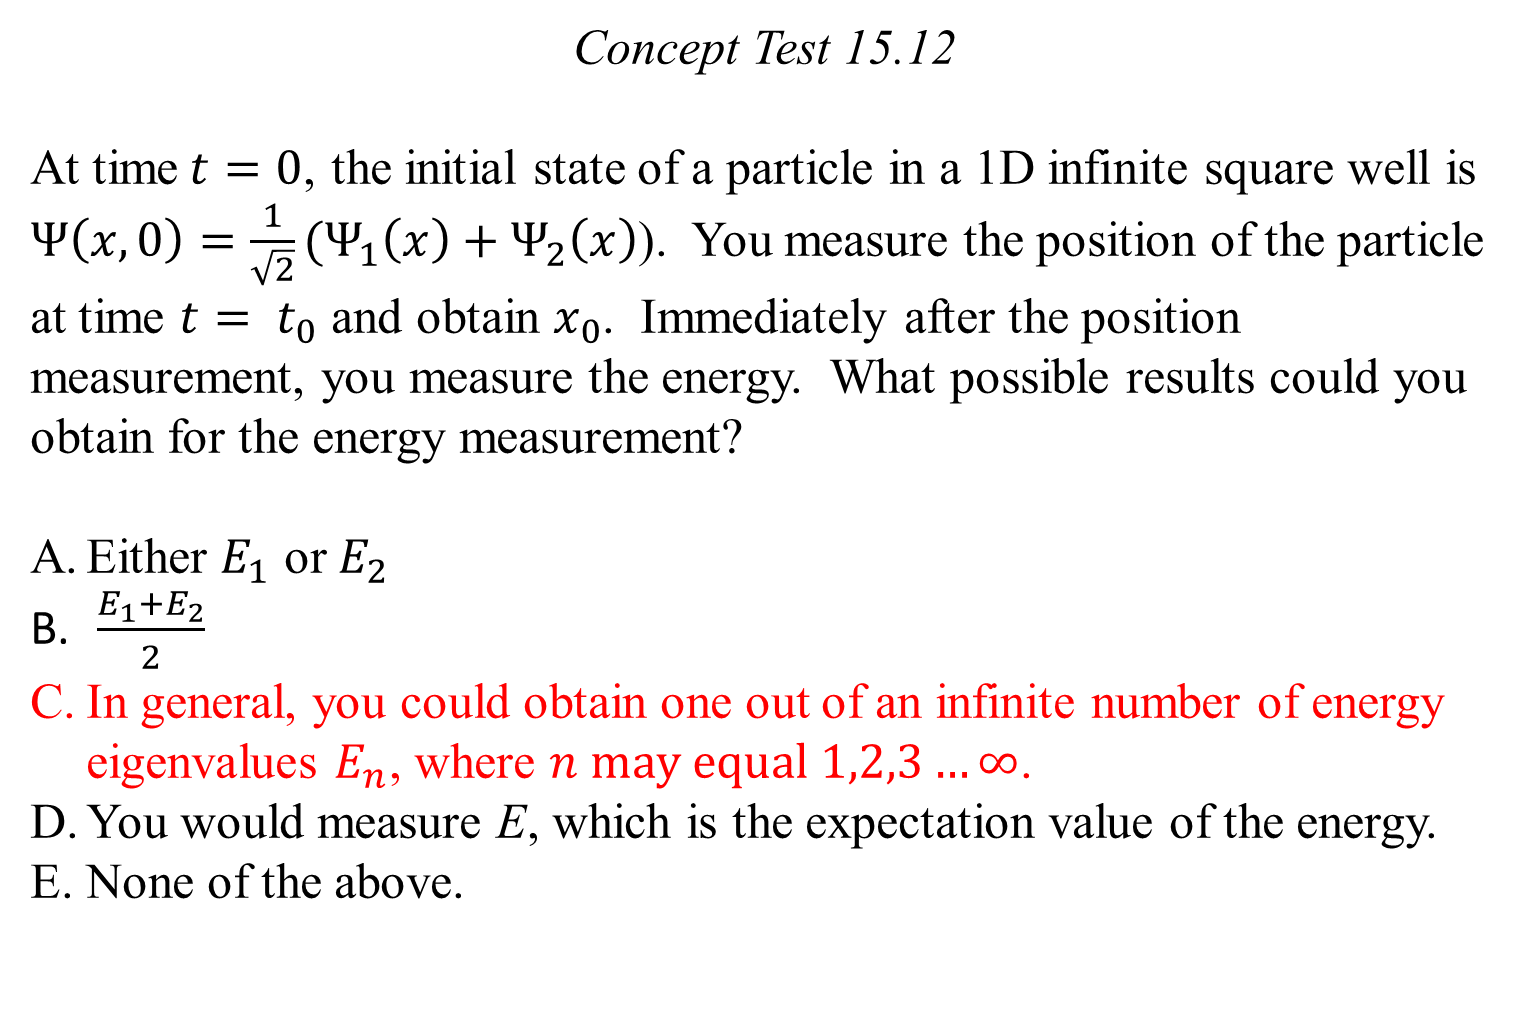 Concept Test 15.12
At time t = 0, the initial state of a particle in a 1D infinite square well is
Ψ(x, 0) = 1/√2 (Ψ₁(x) + Ψ₂(x)). You measure the position of the particle
at time t = t₀ and obtain x₀. Immediately after the position
measurement, you measure the energy. What possible results could you
obtain for the energy measurement?
A. Either E₁ or E₂
B. (E₁+E₂)/2
C. In general, you could obtain one out of an infinite number of energy
eigenvalues Eₙ, where n may equal 1,2,3 … ∞.
D. You would measure E, which is the expectation value of the energy.
E. None of the above.